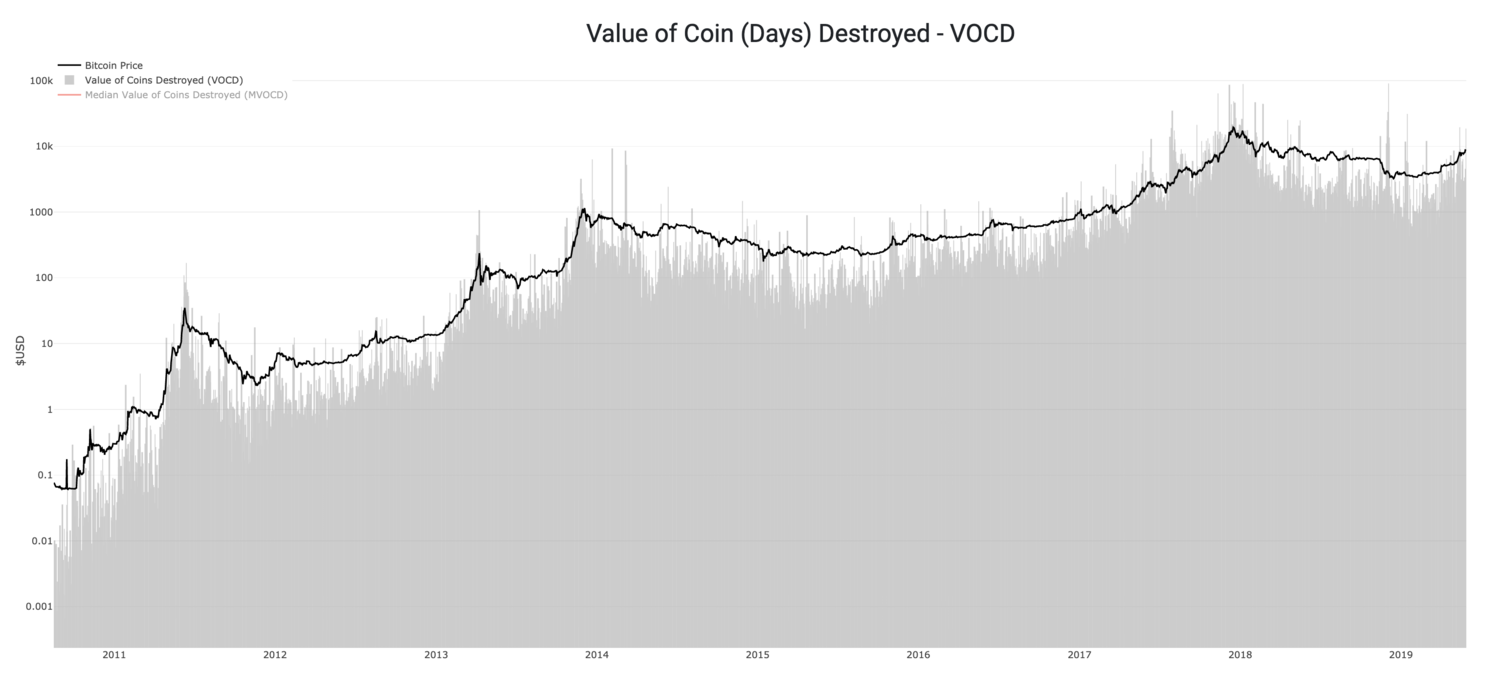 Value of Coin (Days) Destroyed - VOCD
Bitcoin Price
Value of Coins Destroyed (VOCD)
Median Value of Coins Destroyed (MVOCD)
100k
10k
1000
100
10
1
0.1
0.01
0.001
$USD
2011 2012 2013 2014 2015 2016 2017 2018 2019